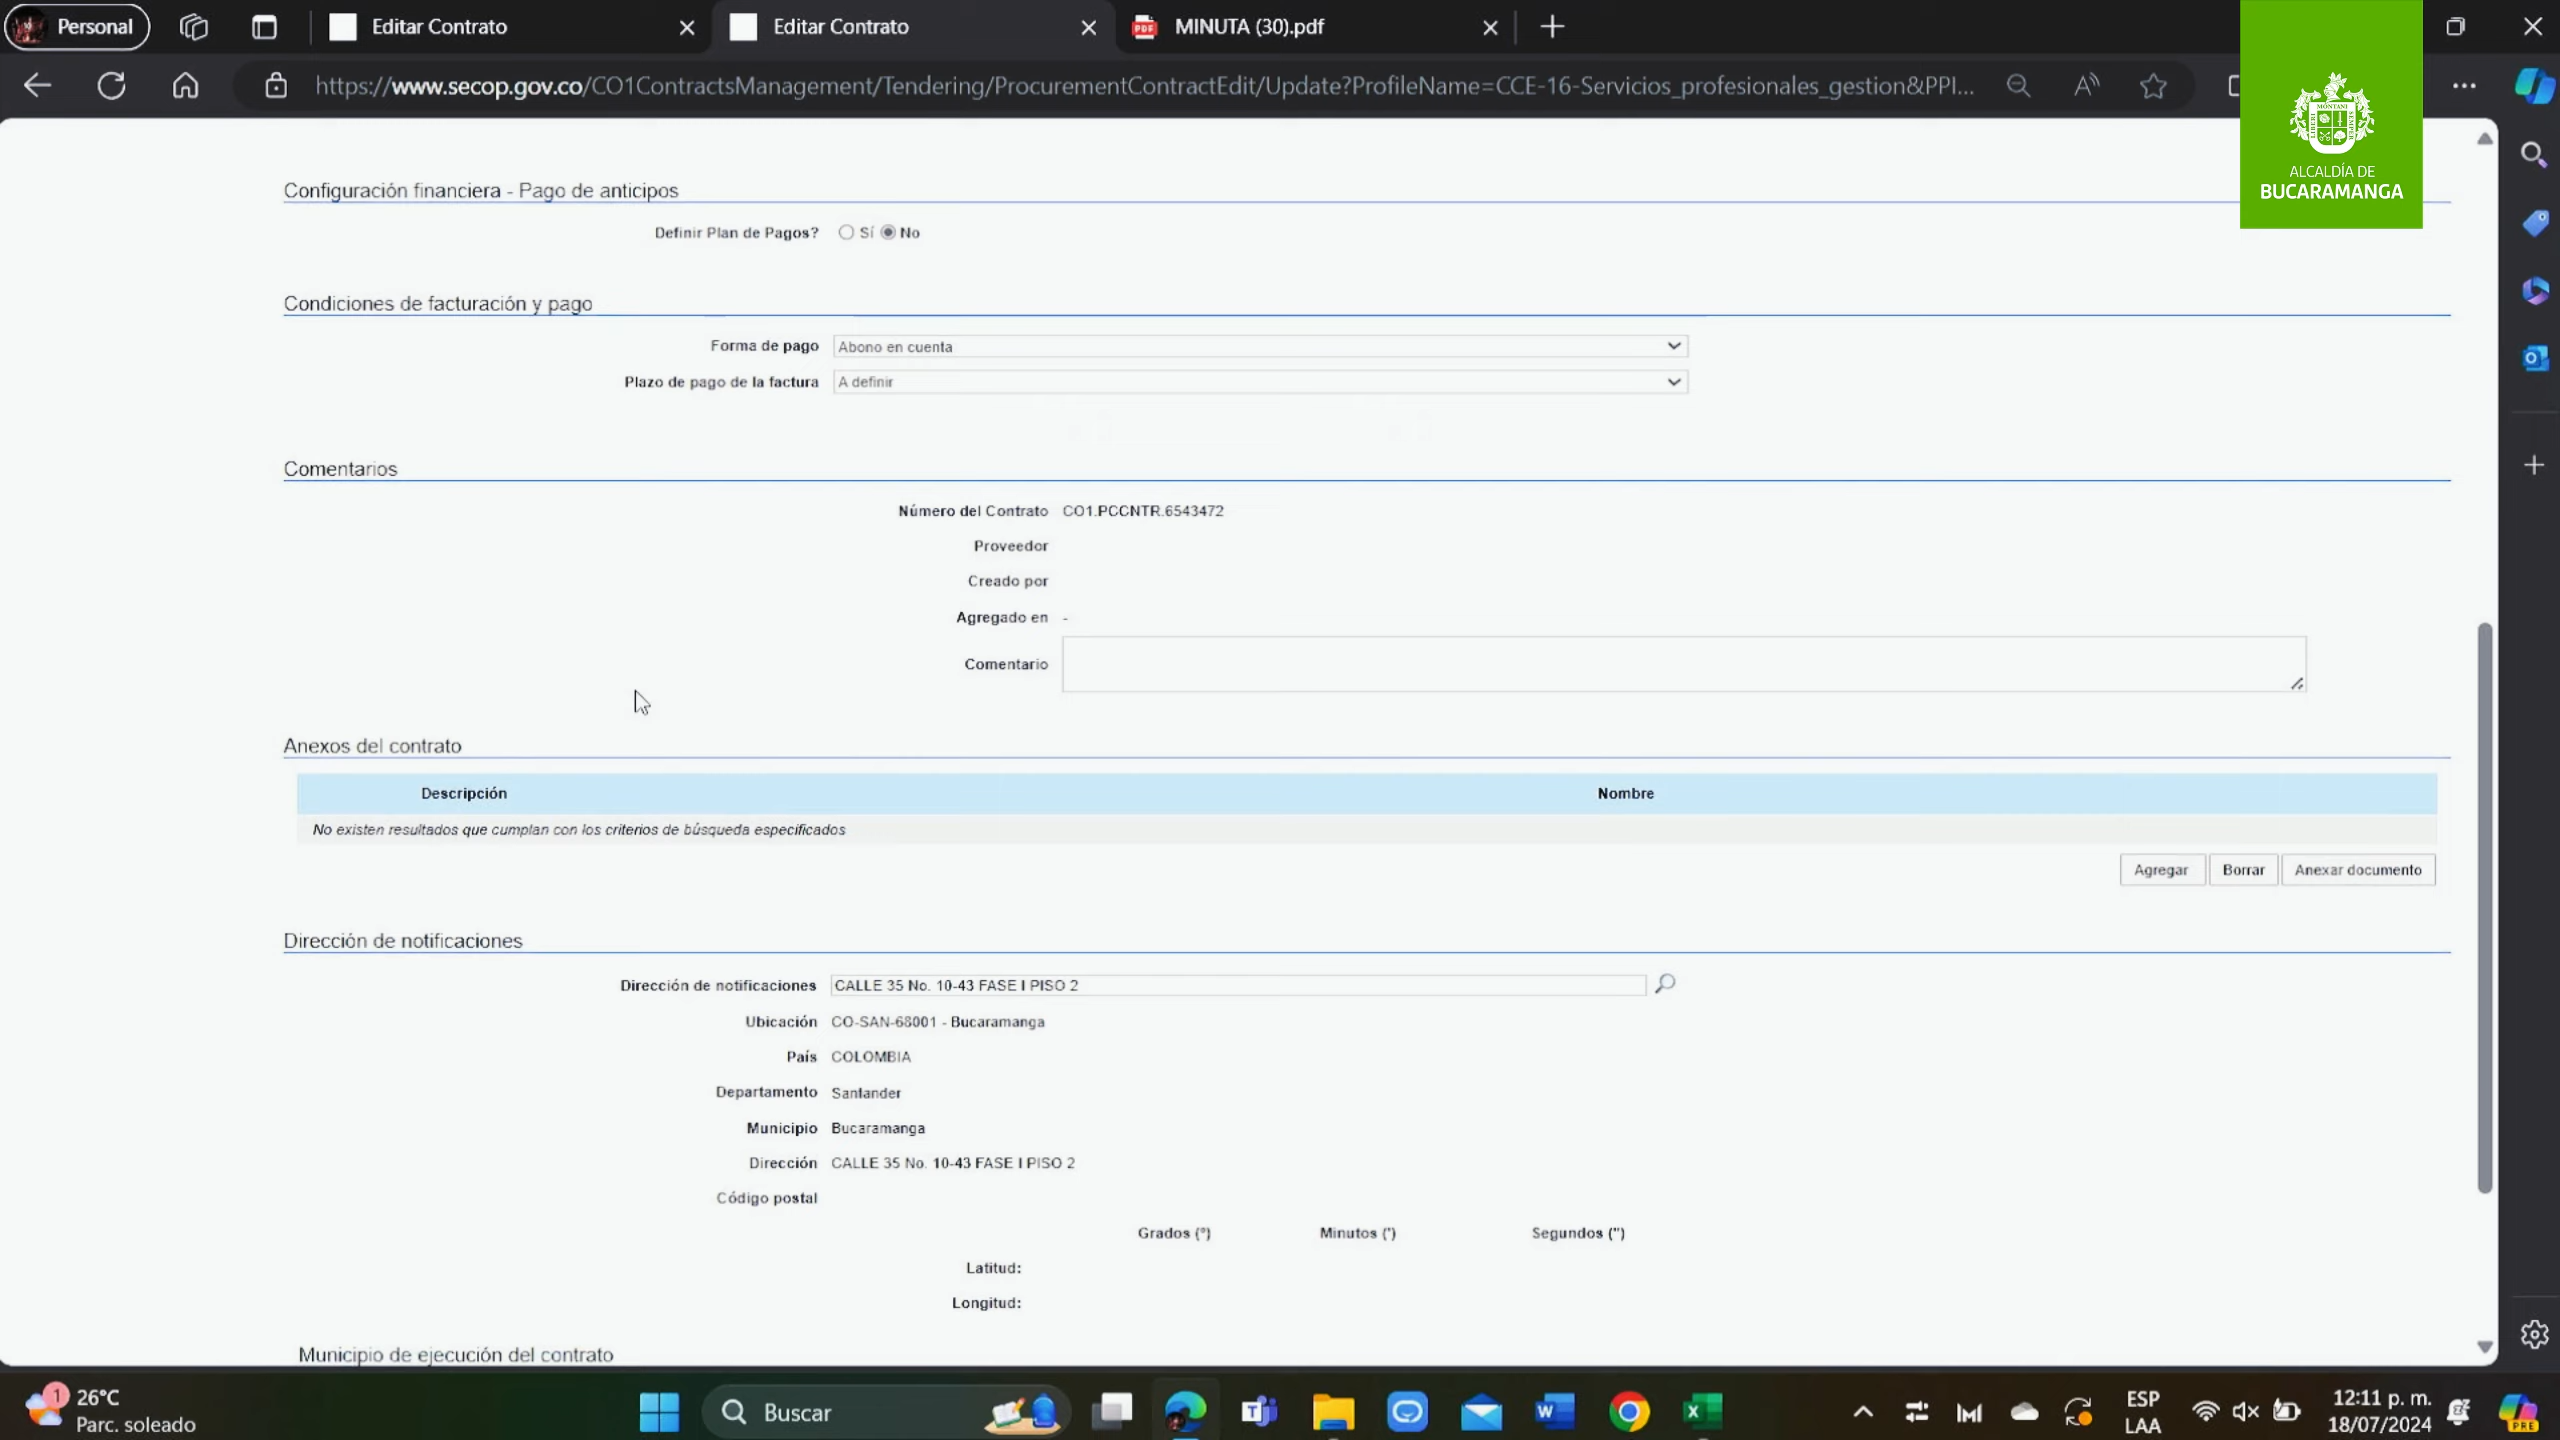 Personal
Editar Contrato
Editar Contrato
MINUTA (30).pdf
https://www.secop.gov.co/CO1ContractsManagement/Tendering/ProcurementContractEdit/Update?ProfileName=CCE-16-Servicios_profesionales_gestion&PPI...
ALCALDÍA DE
BUCARAMANGA
Configuración financiera - Pago de anticipos
Definir Plan de Pagos? Sí No
Condiciones de facturación y pago
Forma de pago Abono en cuenta
Plazo de pago de la factura A definir
Comentarios
Número del Contrato CO1.PCCNTR.6543472
Proveedor
Creado por
Agregado en -
Comentario
Anexos del contrato
Descripción Nombre
No existen resultados que cumplan con los criterios de búsqueda especificados
Agregar Borrar Anexar documento
Dirección de notificaciones
Dirección de notificaciones CALLE 35 No. 10-43 FASE I PISO 2
Ubicación CO-SAN-68001 - Bucaramanga
País COLOMBIA
Departamento Santander
Municipio Bucaramanga
Dirección CALLE 35 No. 10-43 FASE I PISO 2
Código postal
Grados (°) Minutos (') Segundos ('')
Latitud:
Longitud:
Municipio de ejecución del contrato
1
26°C
Parc. soleado
Buscar
ESP
LAA
12:11 p. m.
18/07/2024
PRE